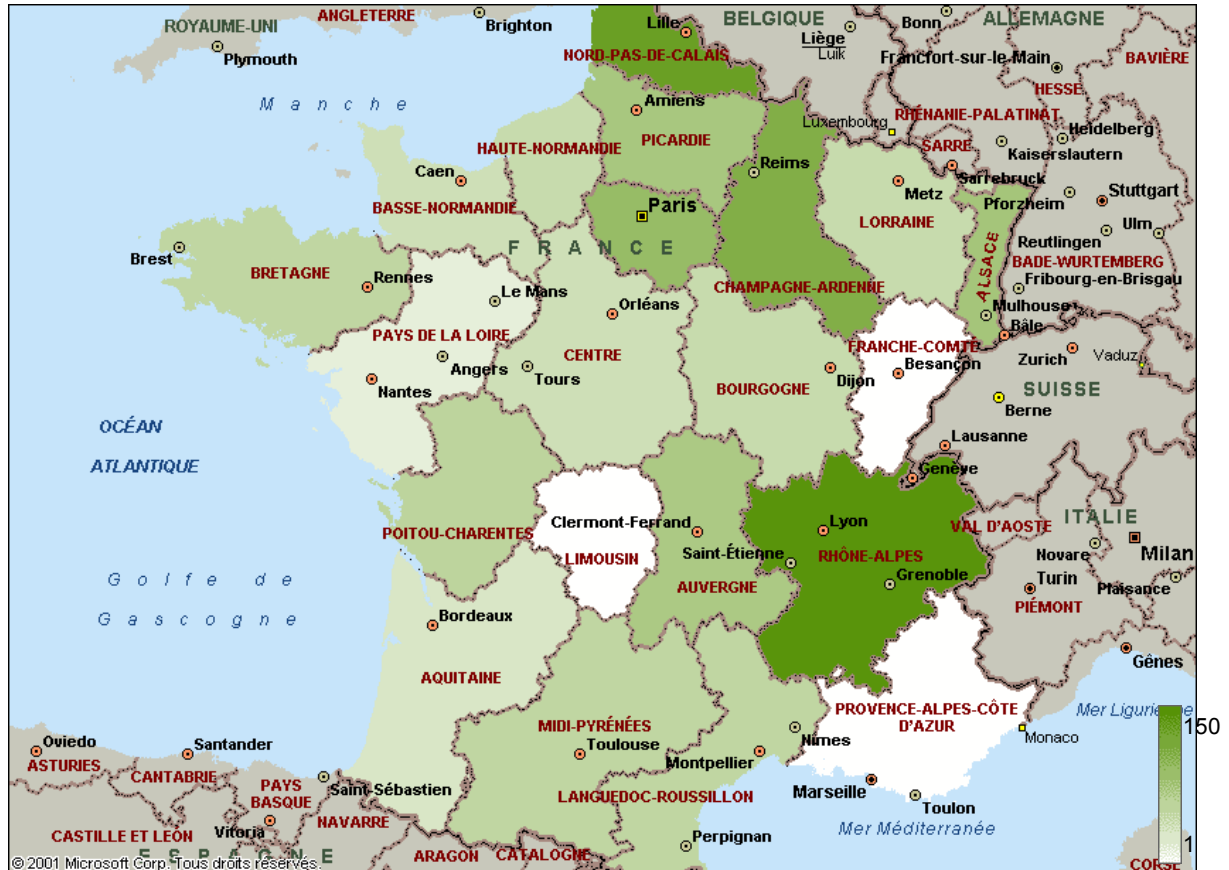 ANGLETERRE
Brighton
ROYAUME-UNI
Plymouth
Lille
BELGIQUE
Liège
Luik
Bonn
ALLEMAGNE
NORD-PAS-DE-CALAIS
Francfort-sur-le-Main
BAVIÈRE
HESSE
Manche
Amiens
PICARDIE
Luxembourg
RHÉNANIE-PALATINAT
Heidelberg
HAUTE-NORMANDIE
SARRE
Kaiserslautern
Caen
Reims
Sarrebruck
BASSE-NORMANDIE
Paris
Metz
Pforzheim
Stuttgart
LORRAINE
Ulm
FRANCE
Reutlingen
Brest
BRETAGNE
Rennes
ALSACE
BADE-WURTEMBERG
Fribourg-en-Brisgau
CHAMPAGNE-ARDENNE
Le Mans
Orléans
Mulhouse
Bâle
PAYS DE LA LOIRE
CENTRE
FRANCHE-COMTÉ
Zurich
Vaduz
Angers
Tours
Besançon
Dijon
Nantes
BOURGOGNE
SUISSE
Berne
OCÉAN
ATLANTIQUE
Lausanne
Genève
POITOU-CHARENTES
Clermont-Ferrand
Lyon
VAL D'AOSTE
ITALIE
LIMOUSIN
Saint-Étienne
RHÔNE-ALPES
Novare
Milan
Golfe de
Gascogne
AUVERGNE
Grenoble
Turin
Plaisance
PIÉMONT
Bordeaux
Gênes
AQUITAINE
PROVENCE-ALPES-CÔTE
D'AZUR
Mer Ligurienne
MIDI-PYRÉNÉES
150
Oviedo
Santander
Toulouse
Nîmes
Monaco
ASTURIES
CANTABRIE
Montpellier
PAYS
BASQUE
Saint-Sébastien
LANGUEDOC-ROUSSILLON
Marseille
Toulon
NAVARRE
CASTILLE ET LEÓN
Vitoria
Perpignan
Mer Méditerranée
1
ESPAGNE
ARAGON
CATALOGNE
CORSE
© 2001 Microsoft Corp. Tous droits réservés.